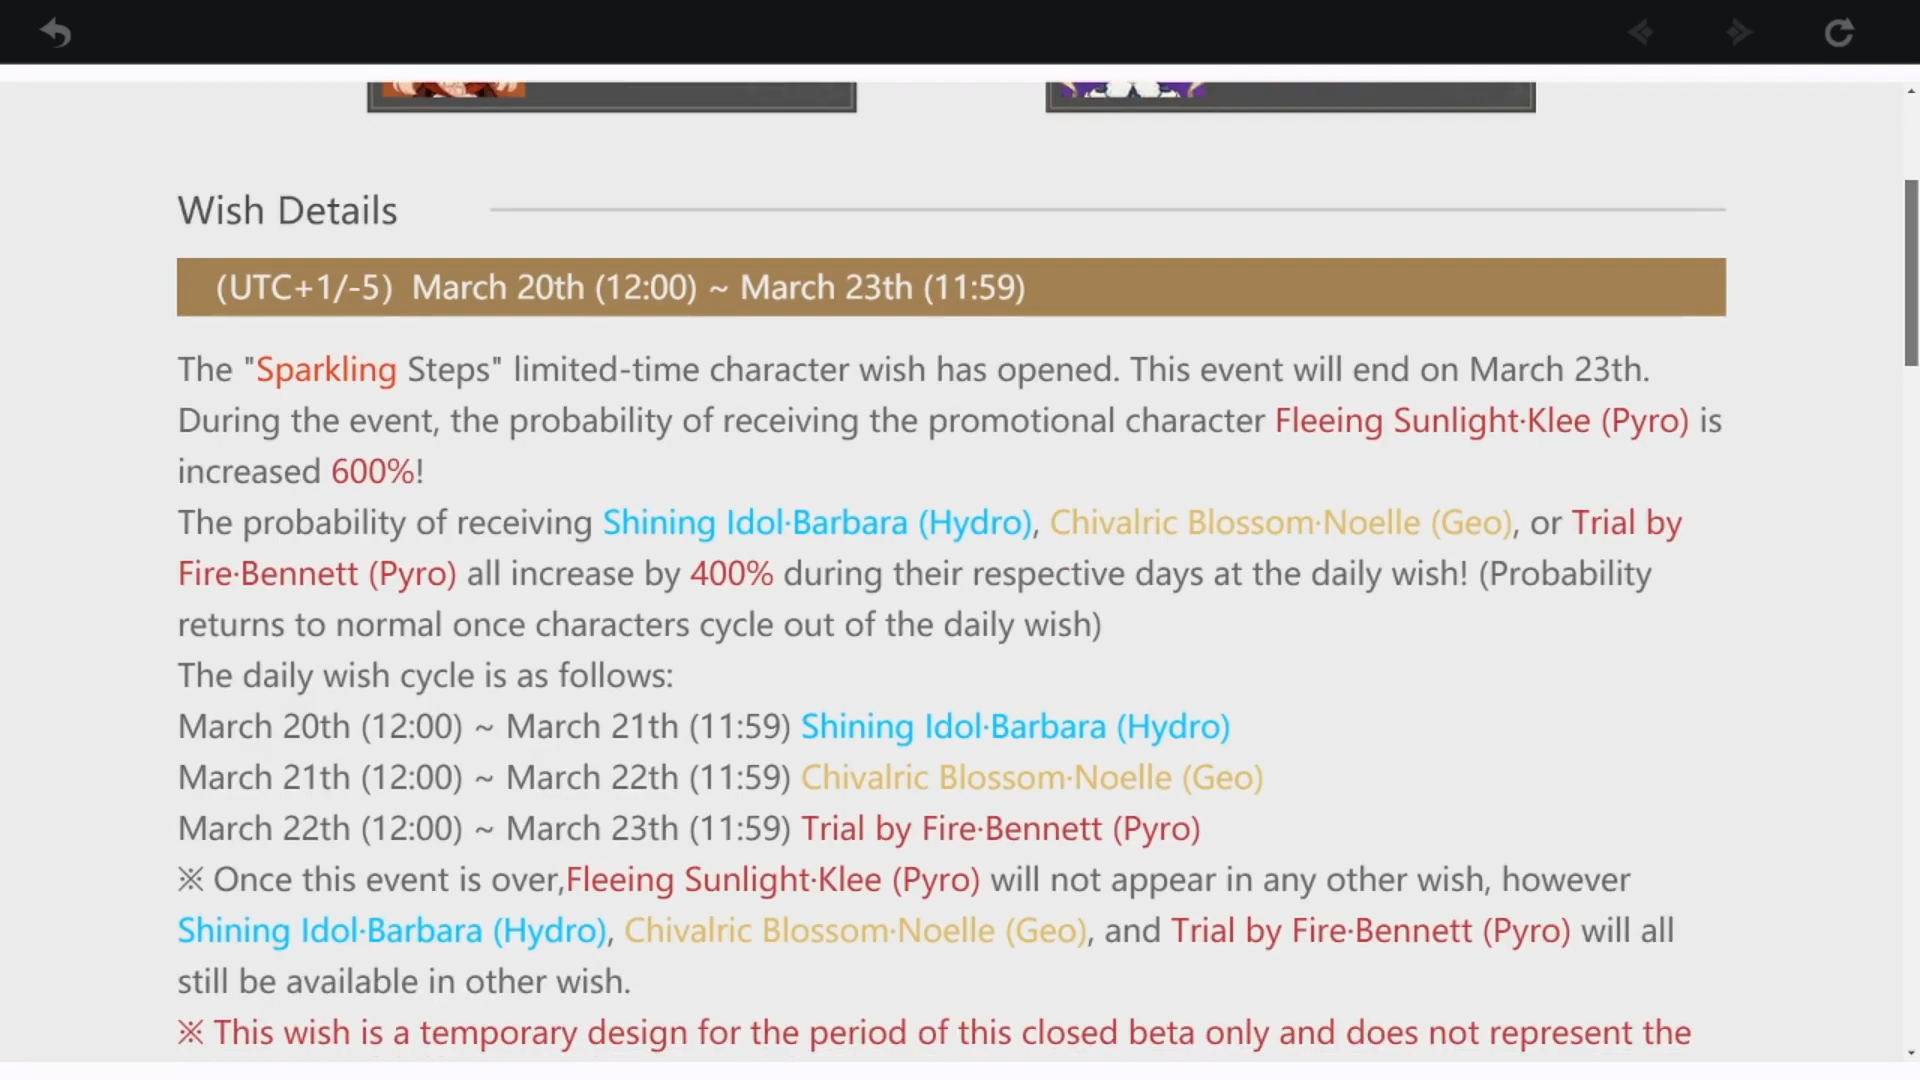 Wish Details
(UTC+1/-5) March 20th (12:00) ~ March 23th (11:59)
The "Sparkling Steps" limited-time character wish has opened. This event will end on March 23th.
During the event, the probability of receiving the promotional character Fleeing Sunlight·Klee (Pyro) is
increased 600%!
The probability of receiving Shining Idol·Barbara (Hydro), Chivalric Blossom·Noelle (Geo), or Trial by
Fire·Bennett (Pyro) all increase by 400% during their respective days at the daily wish! (Probability
returns to normal once characters cycle out of the daily wish)
The daily wish cycle is as follows:
March 20th (12:00) ~ March 21th (11:59) Shining Idol·Barbara (Hydro)
March 21th (12:00) ~ March 22th (11:59) Chivalric Blossom·Noelle (Geo)
March 22th (12:00) ~ March 23th (11:59) Trial by Fire·Bennett (Pyro)
※ Once this event is over,Fleeing Sunlight·Klee (Pyro) will not appear in any other wish, however
Shining Idol·Barbara (Hydro), Chivalric Blossom·Noelle (Geo), and Trial by Fire·Bennett (Pyro) will all
still be available in other wish.
※ This wish is a temporary design for the period of this closed beta only and does not represent the